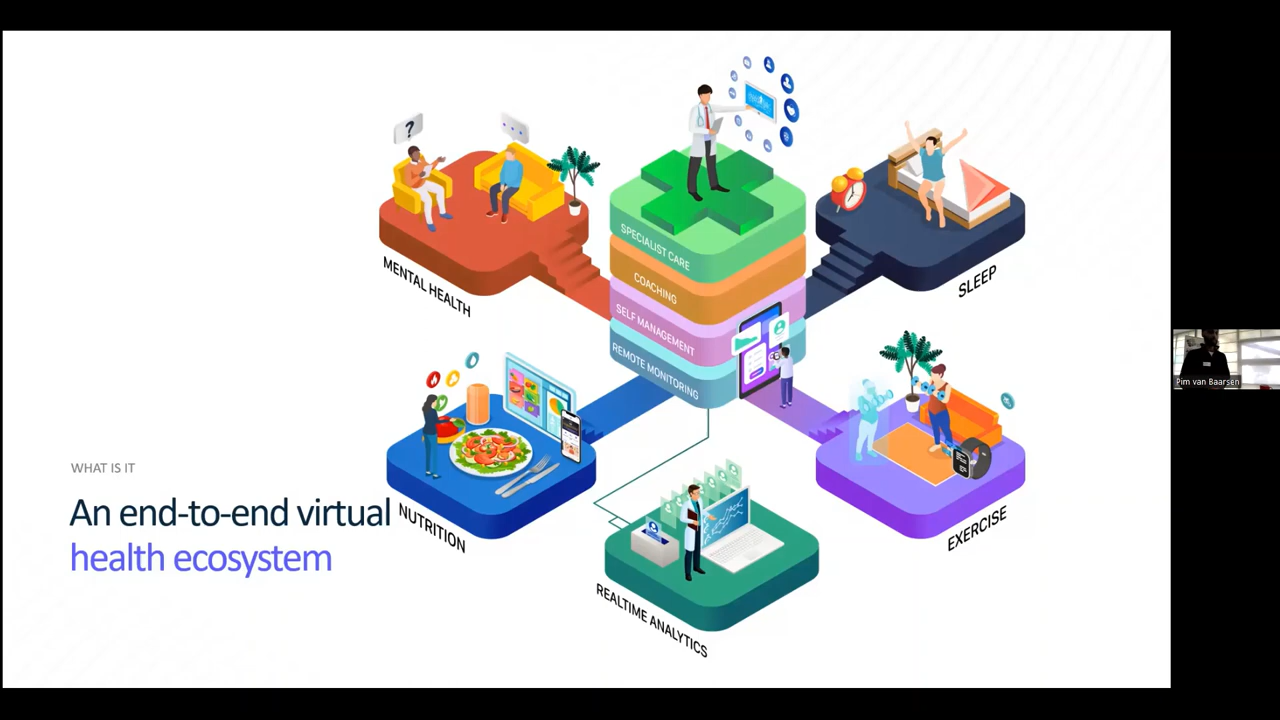 ?
SPECIALIST CARE
COACHING
SELF MANAGEMENT
REMOTE MONITORING
MENTAL HEALTH
SLEEP
NUTRITION
EXERCISE
REALTIME ANALYTICS
WHAT IS IT
An end-to-end virtual
health ecosystem
Pim van Baarsen